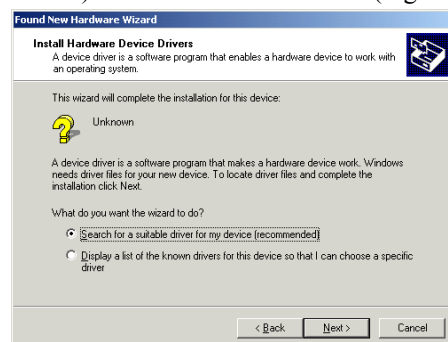 Found New Hardware Wizard
Install Hardware Device Drivers
A device driver is a software program that enables a hardware device to work with
an operating system.
This wizard will complete the installation for this device:
Unknown
A device driver is a software program that makes a hardware device work. Windows
needs driver files for your new device. To locate driver files and complete the
installation click Next.
What do you want the wizard to do?
Search for a suitable driver for my device (recommended)
Display a list of the known drivers for this device so that I can choose a specific
driver
< Back Next > Cancel